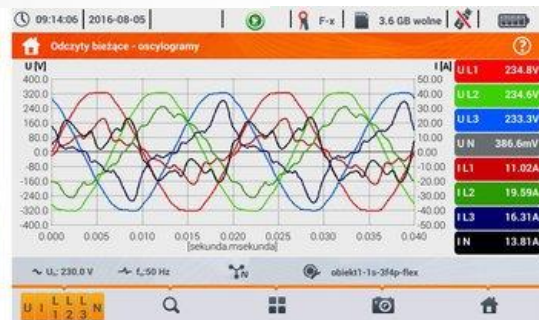 09:14:06 2016-08-05 F-x 3.6 GB wolne
Odczyty bieżące - oscylogramy
U [V] I [A]
400.0 50.00
320.0 40.00
240.0 30.00
160.0 20.00
80.0 10.00
0.0 0.00
-80.0 -10.00
-160.0 -20.00
-240.0 -30.00
-320.0 -40.00
-400.0 -50.00
0.000 0.005 0.010 0.015 0.020 0.025 0.030 0.035 0.040
[sekunda.msekunda]
U L1 234.8V
U L2 234.6V
U L3 233.3V
U N 386.6mV
I L1 11.02A
I L2 19.59A
I L3 16.31A
I N 13.81A
Uₙ: 230.0 V fₙ: 50 Hz N obiekt1-1s-3f4p-flex
U I L1 L2 L3 N